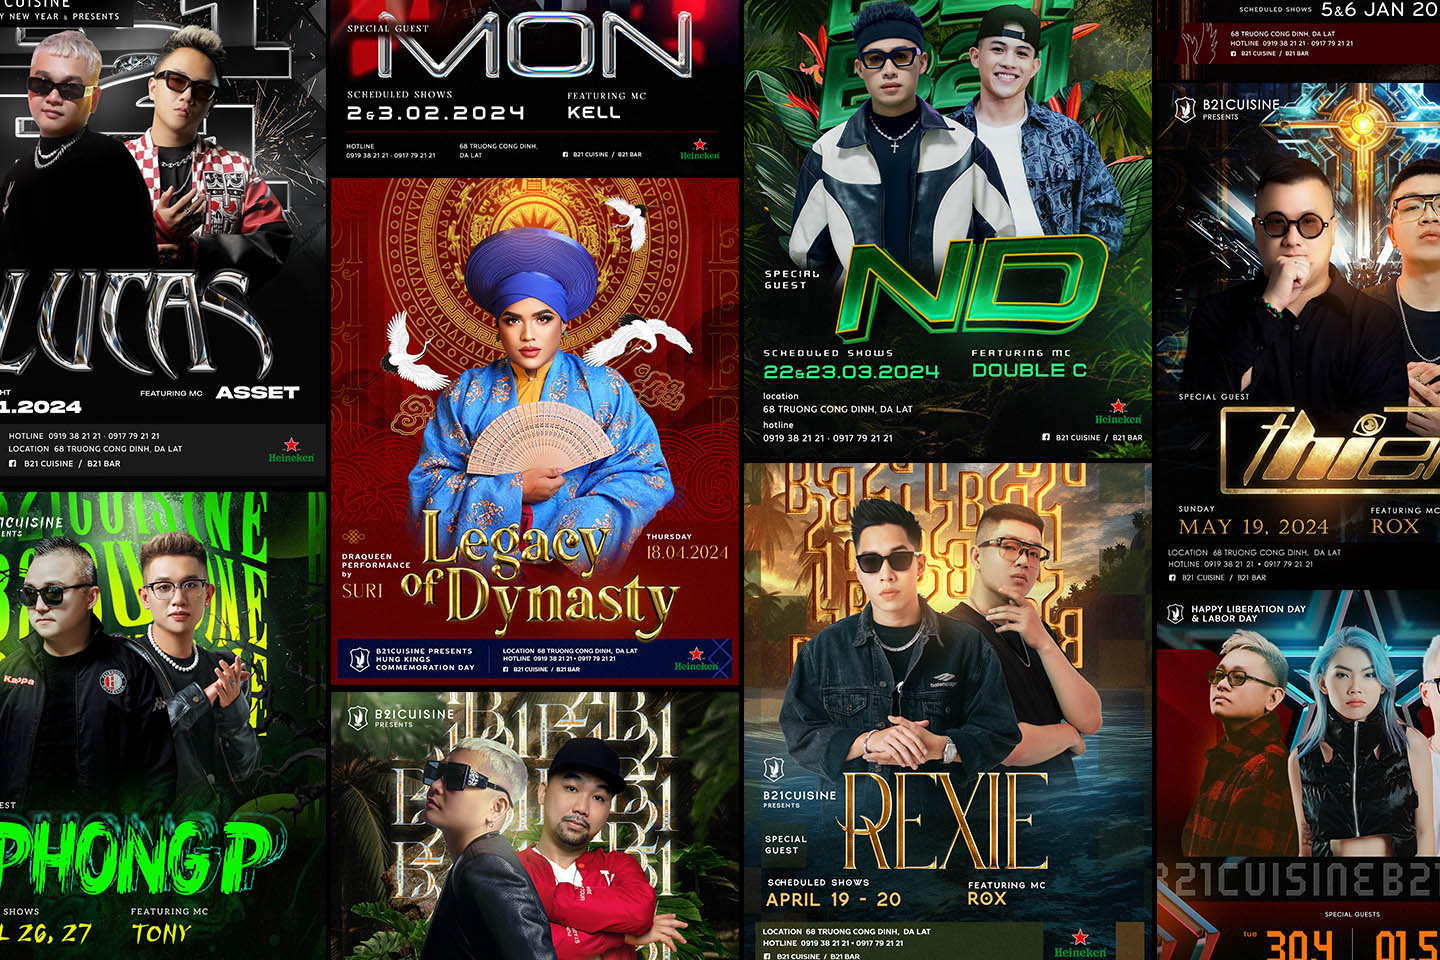 CUISINE
Y NEW YEAR & PRESENTS
LUCAS
HT
1.2024
FEATURING MC ASSET
HOTLINE 0919 38 21 21 - 0917 79 21 21
LOCATION 68 TRUONG CONG DINH, DA LAT
B21 CUISINE / B21 BAR
Heineken
B21CUISINE
21CUISINE
ENTS
Kappa
EST
PHONG P
SHOWS
L 26, 27
FEATURING MC
TONY
SPECIAL GUEST
MON
SCHEDULED SHOWS
2&3.02.2024
FEATURING MC
KELL
HOTLINE
0919 38 21 21 - 0917 79 21 21
68 TRUONG CONG DINH,
DA LAT
B21 CUISINE / B21 BAR
Heineken
DRAQUEEN
PERFORMANCE
by
SURI
Legacy
of Dynasty
THURSDAY
18.04.2024
B21CUISINE PRESENTS
HUNG KINGS
COMMEMORATION DAY
LOCATION 68 TRUONG CONG DINH, DA LAT
HOTLINE 0919 38 21 21 • 0917 79 21 21
B21 CUISINE / B21 BAR
Heineken
B21CUISINE
PRESENTS
B21
SPECIAL
GUEST
ND
SCHEDULED SHOWS
22&23.03.2024
FEATURING MC
DOUBLE C
location
68 TRUONG CONG DINH, DA LAT
hotline
0919 38 21 21 - 0917 79 21 21
B21 CUISINE / B21 BAR
Heineken
balenciaga
B21CUISINE
PRESENTS
SPECIAL
GUEST
REXIE
SCHEDULED SHOWS
APRIL 19 - 20
FEATURING MC
ROX
LOCATION 68 TRUONG CONG DINH, DA LAT
HOTLINE 0919 38 21 21 • 0917 79 21 21
B21 CUISINE / B21 BAR
Heineken
SCHEDULED SHOWS 5&6 JAN 20
68 TRUONG CONG DINH, DA LAT
HOTLINE 0919 38 21 21 - 0917 79 21 21
B21 CUISINE / B21 BAR
B21CUISINE
PRESENTS
SPECIAL GUEST
thien
SUNDAY
MAY 19, 2024
FEATURING MC
ROX
LOCATION 68 TRUONG CONG DINH, DA LAT
HOTLINE 0919 38 21 21 • 0917 79 21 21
B21 CUISINE / B21 BAR
HAPPY LIBERATION DAY
& LABOR DAY
B21CUISINE B2
SPECIAL GUESTS
tue 30.4
01.5